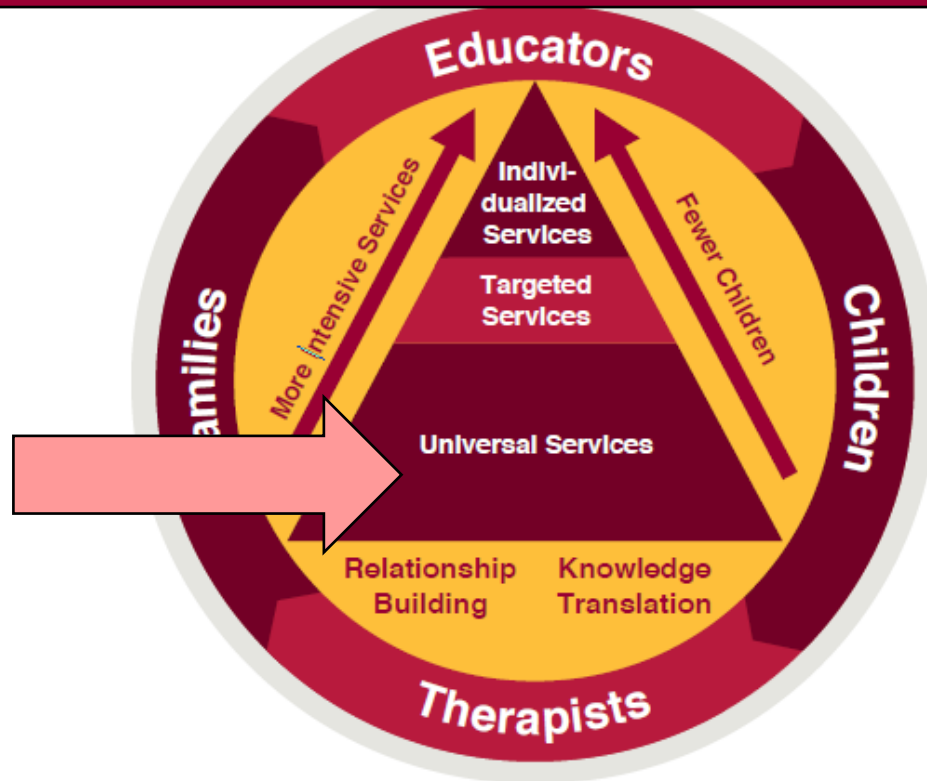 Educators
More Intensive Services
Fewer Children
Indivi-
dualized
Services
Targeted
Services
amilies
Children
Universal Services
Relationship
Building
Knowledge
Translation
Therapists